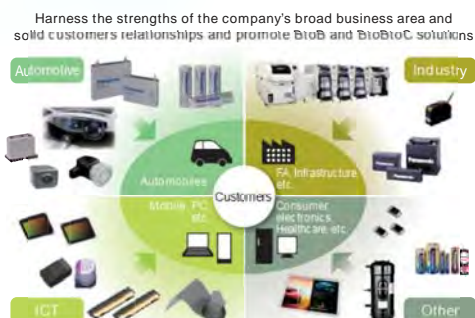 Harness the strengths of the company's broad business area and
solid customers relationships and promote BtoB and BtoBtoC solutions
Automotive
Industry
Automobiles
FA, Infrastructure
etc.
Customers
Mobile, PC,
etc.
Consumer
electronics,
Healthcare, etc.
ICT
Other
Panasonic